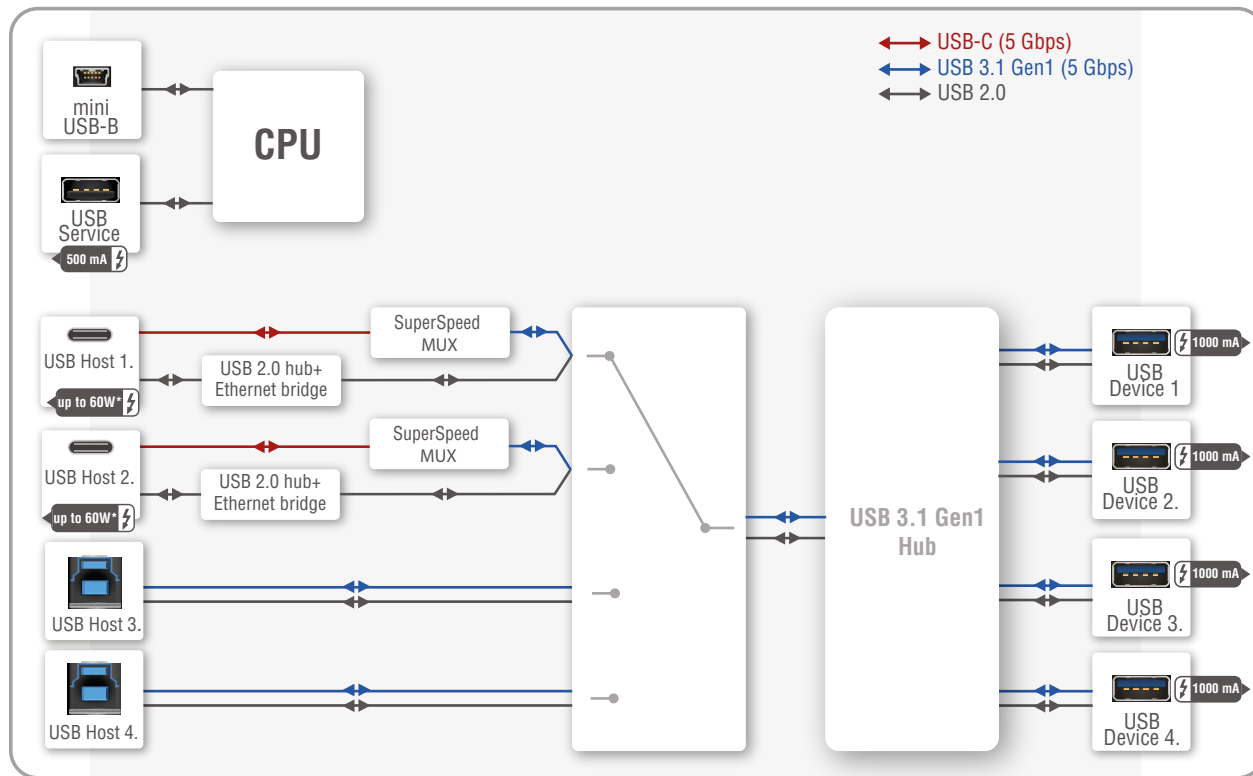 USB-C (5 Gbps)
USB 3.1 Gen1 (5 Gbps)
USB 2.0
mini
USB-B
CPU
USB
Service
500 mA
USB Host 1.
up to 60W*
SuperSpeed
MUX
USB 2.0 hub+
Ethernet bridge
USB Host 2.
up to 60W*
SuperSpeed
MUX
USB 2.0 hub+
Ethernet bridge
USB Host 3.
USB Host 4.
USB 3.1 Gen1
Hub
1000 mA
USB
Device 1
1000 mA
USB
Device 2.
1000 mA
USB
Device 3.
1000 mA
USB
Device 4.